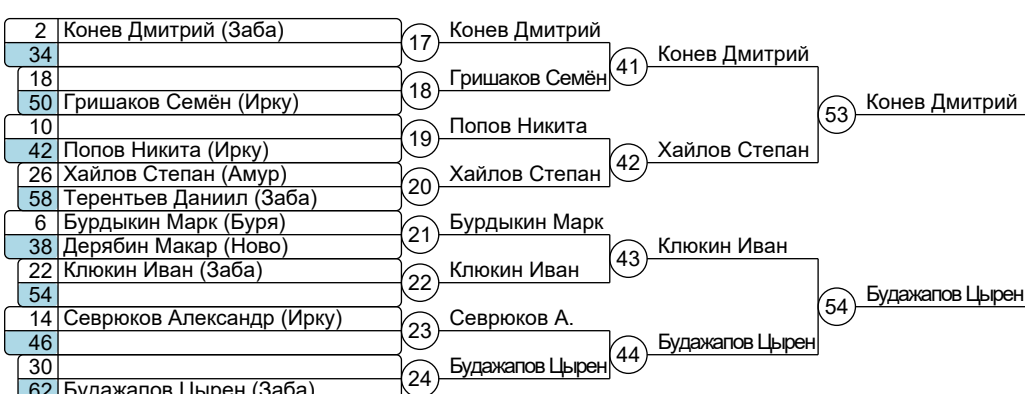 2 Конев Дмитрий (Заба) 17 Конев Дмитрий
34
41 Конев Дмитрий
18 Гришаков Семён
18
50 Гришаков Семён (Ирку)
53 Конев Дмитрий
10
19 Попов Никита
42 Попов Никита (Ирку)
42 Хайлов Степан
26 Хайлов Степан (Амур)
20 Хайлов Степан
58 Терентьев Даниил (Заба)
6 Бурдыкин Марк (Буря)
21 Бурдыкин Марк
38 Дерябин Макар (Ново)
43 Клюкин Иван
22 Клюкин Иван (Заба)
22 Клюкин Иван
54
54 Будажапов Цырен
14 Севрюков Александр (Ирку)
23 Севрюков А.
46
44 Будажапов Цырен
30
24 Будажапов Цырен
62 Будажапов Цырен (Заба)